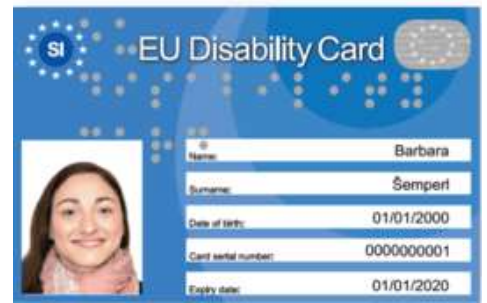 SI
EU Disability Card
Name: Barbara
Surname: Šemperl
Date of birth: 01/01/2000
Card serial number: 0000000001
Expiry date: 01/01/2020